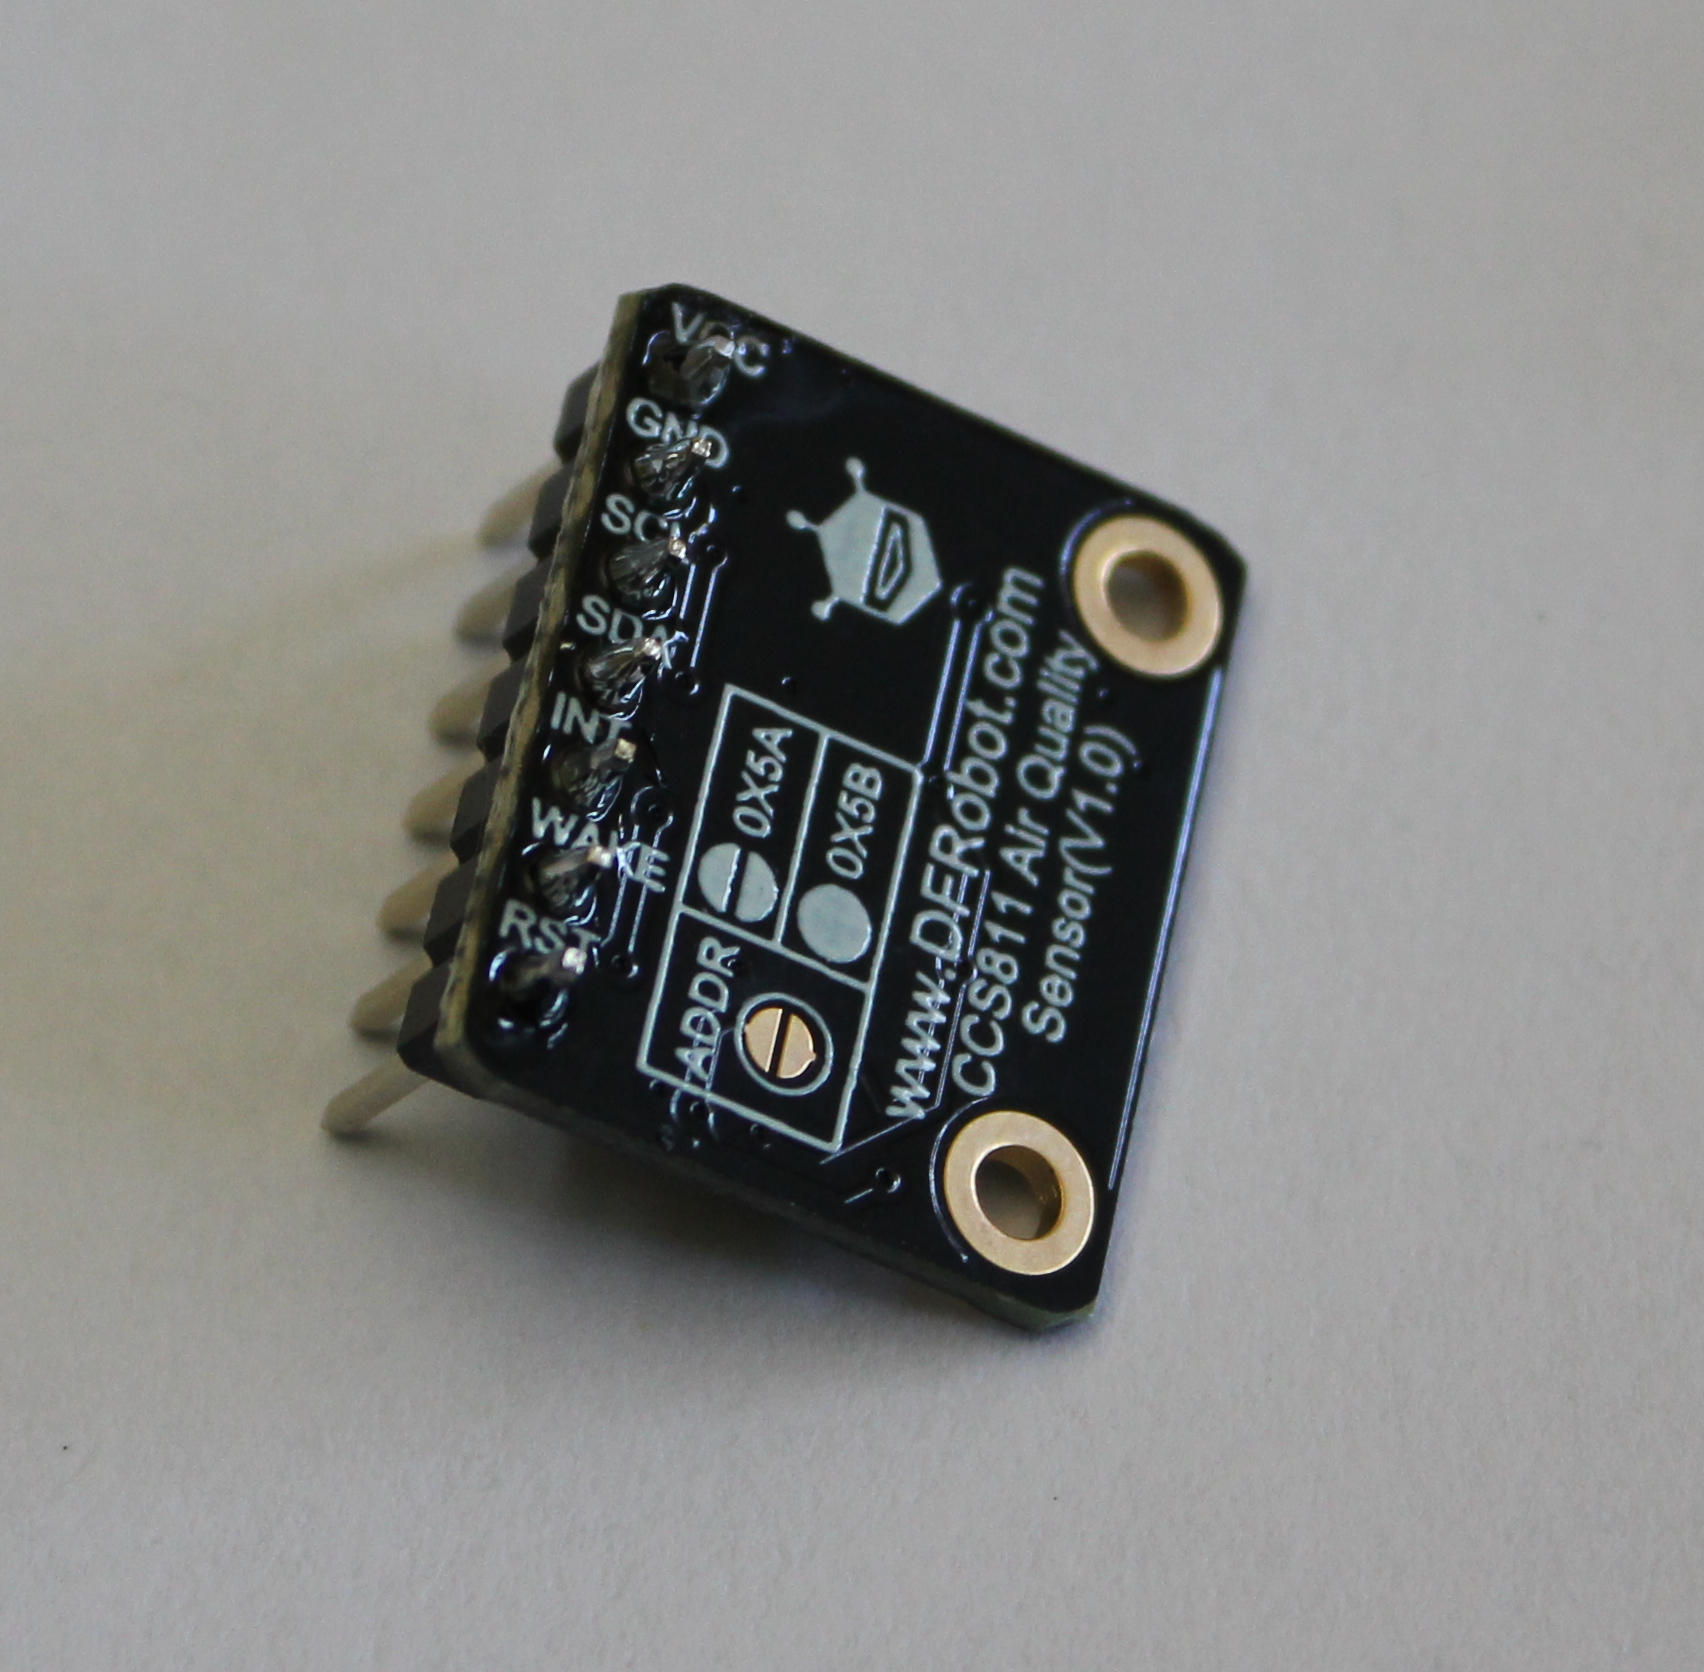 VCC
GND
SCL
SDA
INT
WAKE
RST
0X5A
0X5B
ADDR
www.DFRobot.com
CCS811 Air Quality
Sensor(V1.0)